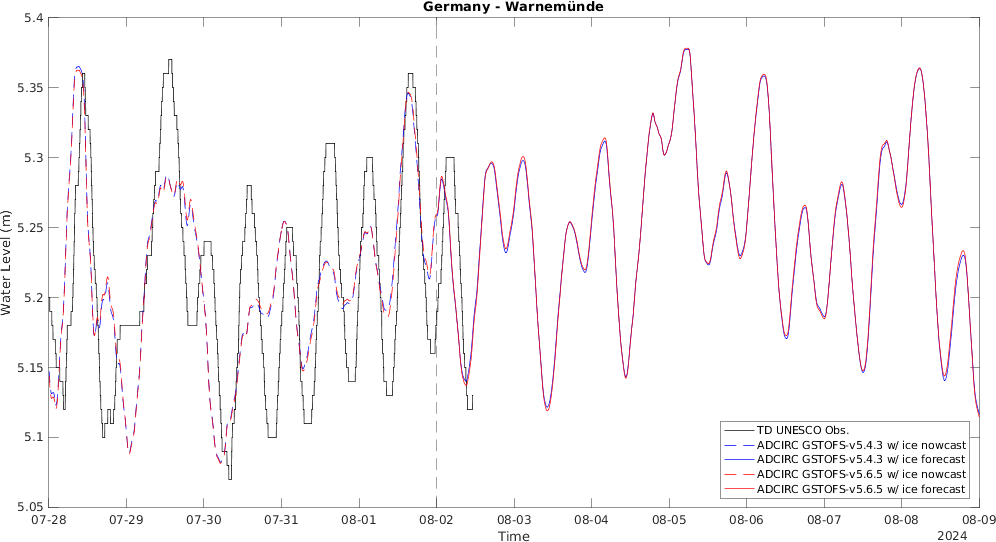 Germany - Warnemünde
5.4
5.35
5.3
5.25
5.2
5.15
5.1
5.05
Water Level (m)
TD UNESCO Obs.
ADCIRC GSTOFS-v5.4.3 w/ ice nowcast
ADCIRC GSTOFS-v5.4.3 w/ ice forecast
ADCIRC GSTOFS-v5.6.5 w/ ice nowcast
ADCIRC GSTOFS-v5.6.5 w/ ice forecast
07-28 07-29 07-30 07-31 08-01 08-02 08-03 08-04 08-05 08-06 08-07 08-08 08-09
Time
2024